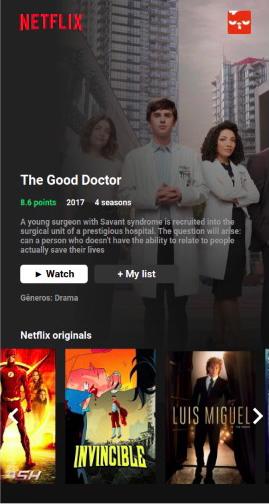 NETFLIX
The Good Doctor
8.6 points 2017 4 seasons
A young surgeon with Savant syndrome is recruited into the
surgical unit of a prestigious hospital. The question will arise:
can a person who doesn't have the ability to relate to people
actually save their lives
► Watch + My list
Gêneros: Drama
Netflix originals
INVINCIBLE
LUIS MIGUEL